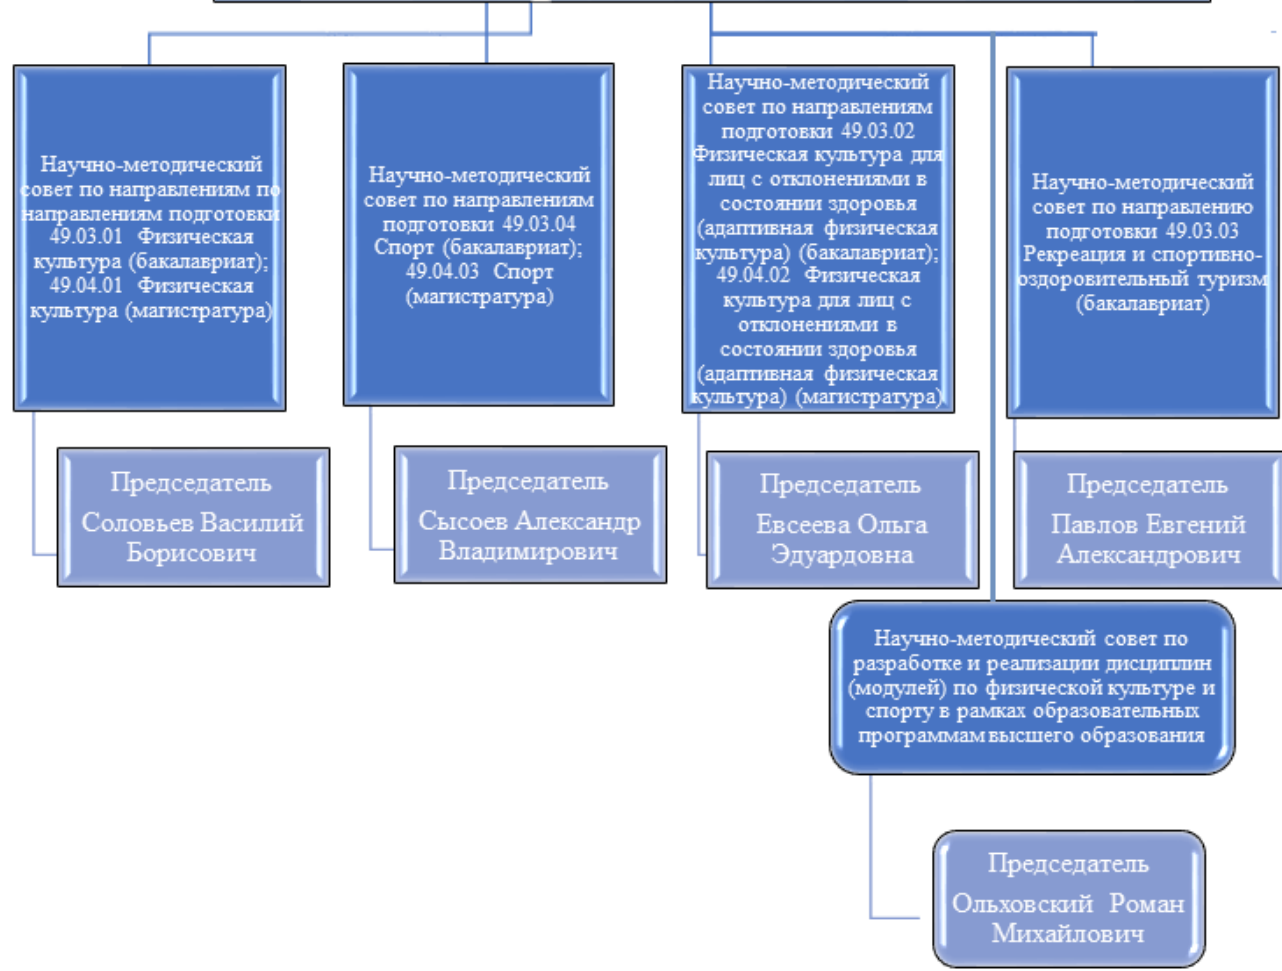 Научно-методический
совет по направлениям по
направлениям подготовки
49.03.01 Физическая
культура (бакалавриат);
49.04.01 Физическая
культура (магистратура)
Председатель
Соловьев Василий
Борисович
Научно-методический
совет по направлениям
подготовки 49.03.04
Спорт (бакалавриат);
49.04.03 Спорт
(магистратура)
Председатель
Сысоев Александр
Владимирович
Научно-методический
совет по направлениям
подготовки 49.03.02
Физическая культура для
лиц с отклонениями в
состоянии здоровья
(адаптивная физическая
культура) (бакалавриат);
49.04.02 Физическая
культура для лиц с
отклонениями в
состоянии здоровья
(адаптивная физическая
культура) (магистратура)
Председатель
Евсеева Ольга
Эдуардовна
Научно-методический
совет по направлению
подготовки 49.03.03
Рекреация и спортивно-
оздоровительный туризм
(бакалавриат)
Председатель
Павлов Евгений
Александрович
Научно-методический совет по
разработке и реализации дисциплин
(модулей) по физической культуре и
спорту в рамках образовательных
программам высшего образования
Председатель
Ольховский Роман
Михайлович